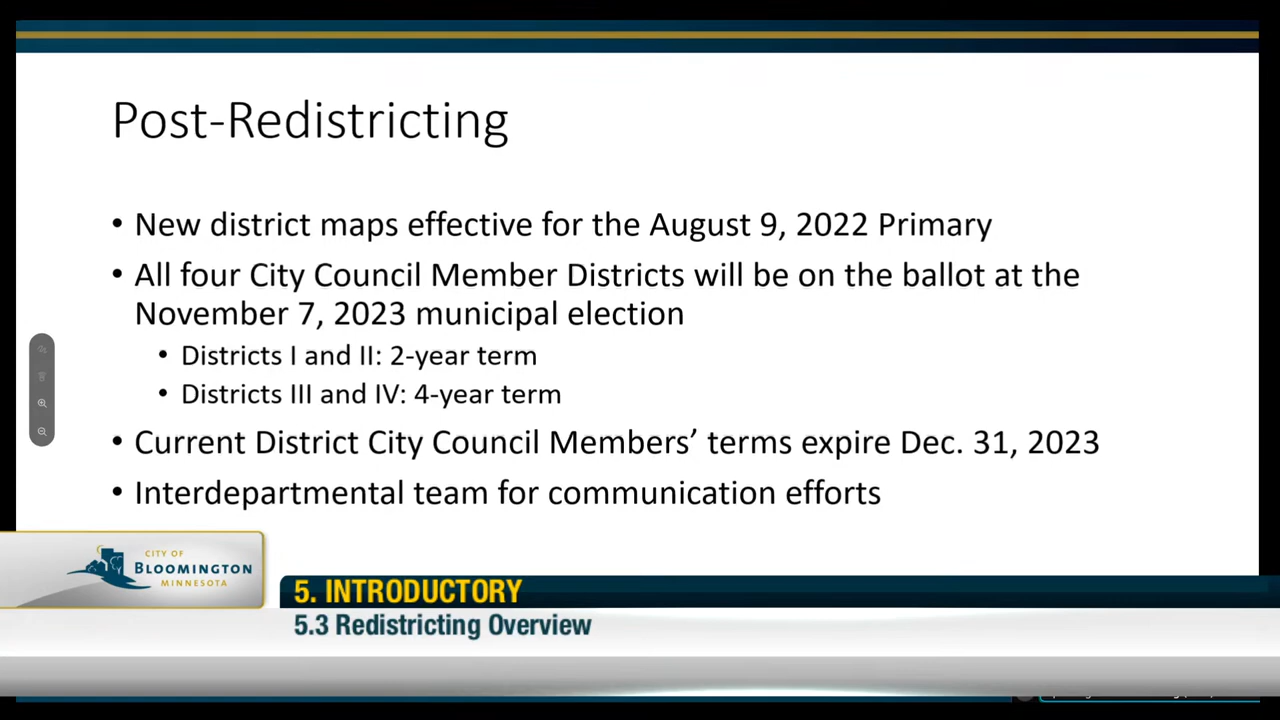 Post-Redistricting
• New district maps effective for the August 9, 2022 Primary
• All four City Council Member Districts will be on the ballot at the
November 7, 2023 municipal election
• Districts I and II: 2-year term
• Districts III and IV: 4-year term
• Current District City Council Members’ terms expire Dec. 31, 2023
• Interdepartmental team for communication efforts
CITY OF
BLOOMINGTON
MINNESOTA
5. INTRODUCTORY
5.3 Redistricting Overview